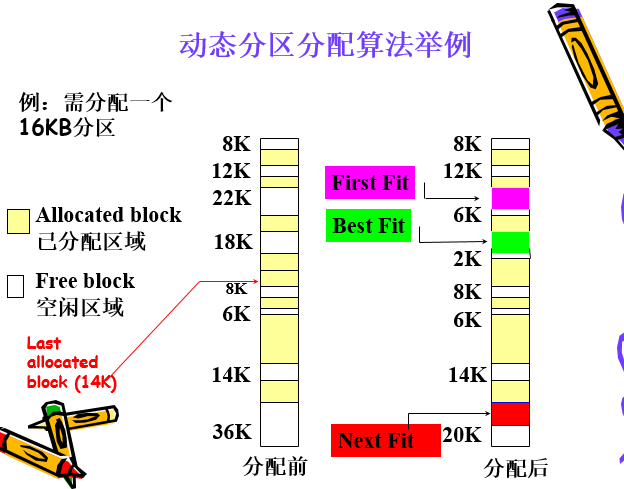 动态分区分配算法举例
例：需分配一个
16KB分区
Allocated block
已分配区域
Free block
空闲区域
Last
allocated
block (14K)
8K
12K
22K
18K
8K
6K
14K
36K
分配前
First Fit
Best Fit
Next Fit
8K
12K
6K
2K
8K
6K
14K
20K
分配后